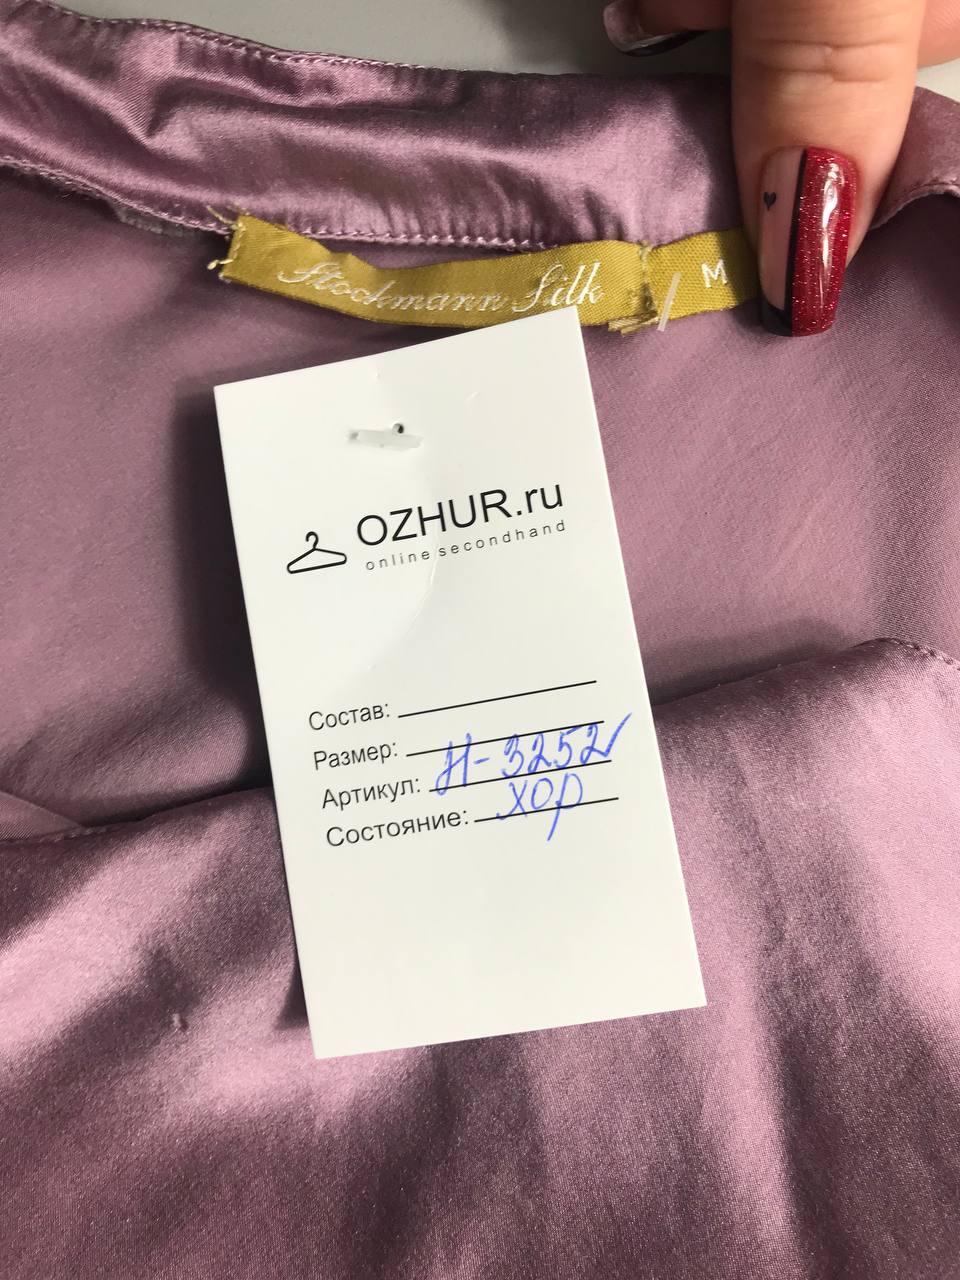 Stockmann Silk
M
OZHUR.ru
online secondhand
Состав:
Размер:
Артикул: Н-3252
Состояние: хор